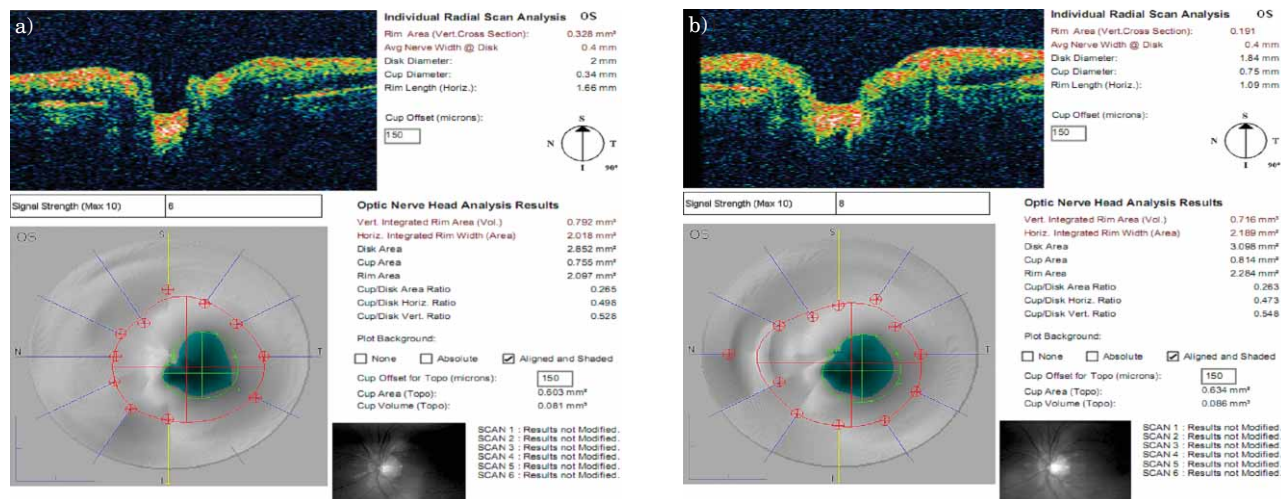 a)
Individual Radial Scan Analysis OS
Rim Area (Vert.Cross Section): 0.328 mm²
Avg Nerve Width @ Disk 0.4 mm
Disk Diameter: 2 mm
Cup Diameter: 0.34 mm
Rim Length (Horiz.): 1.66 mm
Cup Offset (microns):
150
S
N T
I 90°
Signal Strength (Max 10) 6
Optic Nerve Head Analysis Results
Vert. Integrated Rim Area (Vol.) 0.792 mm³
Horiz. Integrated Rim Width (Area) 2.018 mm²
Disk Area 2.852 mm²
Cup Area 0.755 mm²
Rim Area 2.097 mm²
Cup/Disk Area Ratio 0.265
Cup/Disk Horiz. Ratio 0.498
Cup/Disk Vert. Ratio 0.528
Plot Background:
None Absolute Aligned and Shaded
Cup Offset for Topo (microns): 150
Cup Area (Topo): 0.603 mm²
Cup Volume (Topo): 0.081 mm³
OS
S
N T
I
SCAN 1 : Results not Modified.
SCAN 2 : Results not Modified.
SCAN 3 : Results not Modified.
SCAN 4 : Results not Modified.
SCAN 5 : Results not Modified.
SCAN 6 : Results not Modified.
b)
Individual Radial Scan Analysis OS
Rim Area (Vert.Cross Section): 0.191
Avg Nerve Width @ Disk 0.4 mm
Disk Diameter: 1.84 mm
Cup Diameter: 0.75 mm
Rim Length (Horiz.): 1.09 mm
Cup Offset (microns):
150
S
N T
I 90°
Signal Strength (Max 10) 8
Optic Nerve Head Analysis Results
Vert. Integrated Rim Area (Vol.) 0.716 mm³
Horiz. Integrated Rim Width (Area) 2.189 mm²
Disk Area 3.098 mm²
Cup Area 0.814 mm²
Rim Area 2.284 mm²
Cup/Disk Area Ratio 0.263
Cup/Disk Horiz. Ratio 0.473
Cup/Disk Vert. Ratio 0.548
Plot Background:
None Absolute Aligned and Shaded
Cup Offset for Topo (microns): 150
Cup Area (Topo): 0.634 mm²
Cup Volume (Topo): 0.086 mm³
OS
S
N T
I
SCAN 1 : Results not Modified.
SCAN 2 : Results not Modified.
SCAN 3 : Results not Modified.
SCAN 4 : Results not Modified.
SCAN 5 : Results not Modified.
SCAN 6 : Results not Modified.